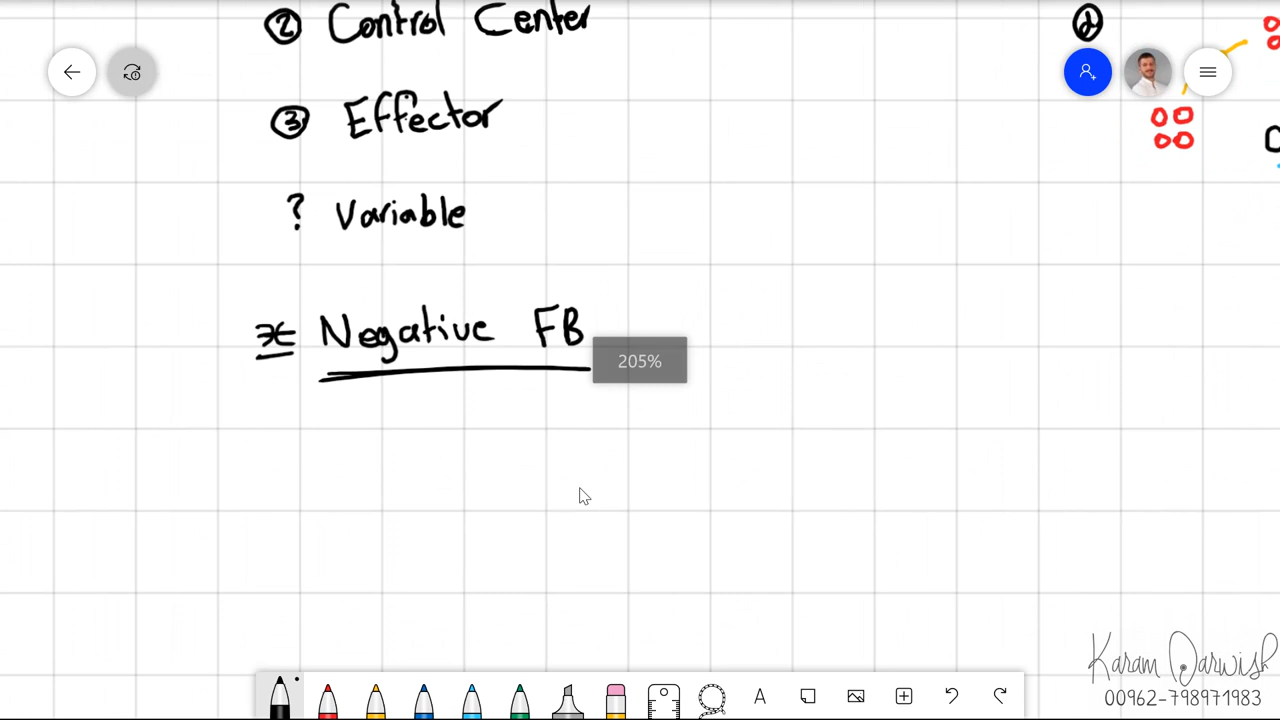 ② Control Center
③ Effector
? Variable
* Negative FB
205%
A
Karam Darwish
00962-798971983